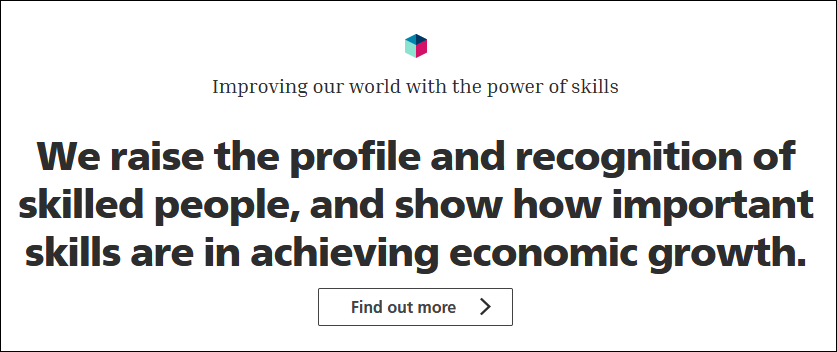 Improving our world with the power of skills
We raise the profile and recognition of
skilled people, and show how important
skills are in achieving economic growth.
Find out more